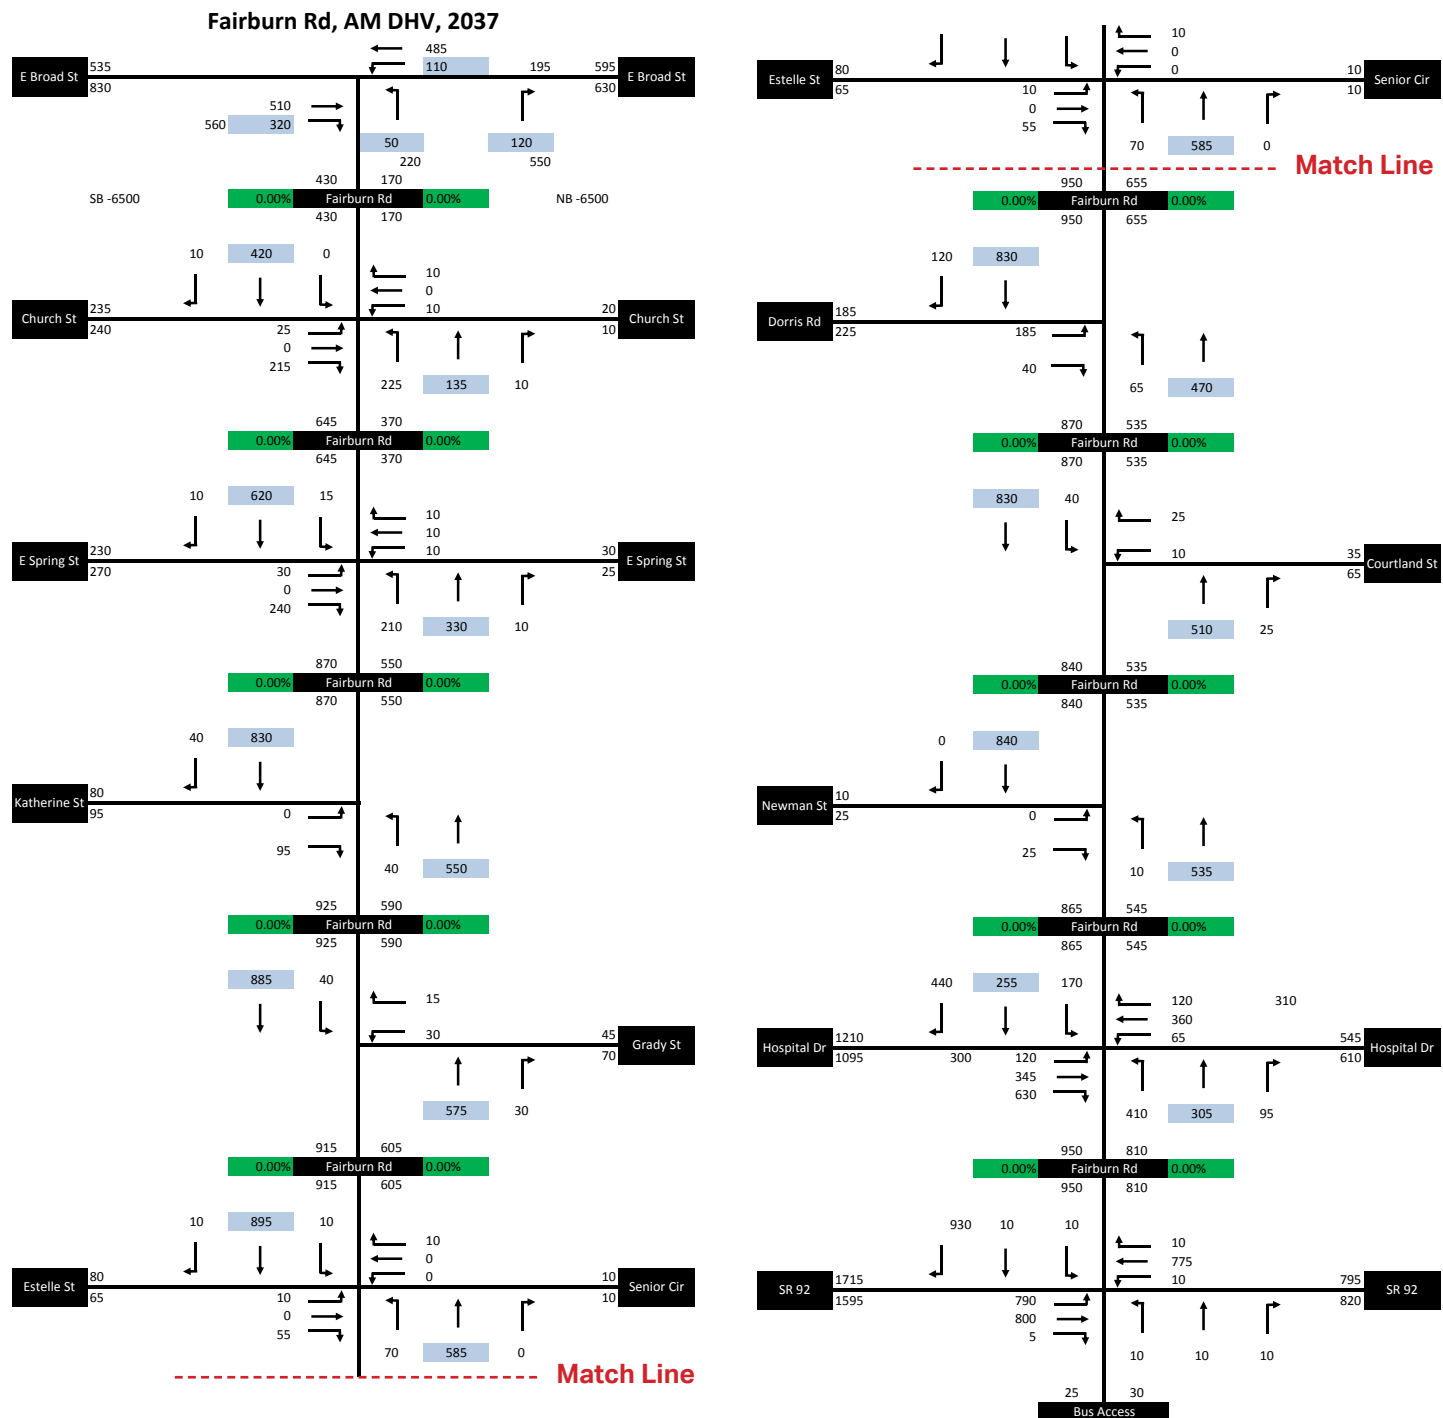 Fairburn Rd, AM DHV, 2037
485
E Broad St 535 110 195 595 E Broad St
830 630
510
560 320
50 120
220 550
430 170
SB -6500 0.00% Fairburn Rd 0.00% NB -6500
430 170
10 420 0
10
0
235 10 20
Church St Church St
240 25 10
0
215
225 135 10
645 370
0.00% Fairburn Rd 0.00%
645 370
10 620 15
10
10
230 10 30
E Spring St E Spring St
270 30 25
0
240
210 330 10
870 550
0.00% Fairburn Rd 0.00%
870 550
40 830
80
Katherine St
95 0
95
40 550
925 590
0.00% Fairburn Rd 0.00%
925 590
885 40
15
30 45
Grady St
70
575 30
915 605
0.00% Fairburn Rd 0.00%
915 605
10 895 10
10
0
80 0 10
Estelle St Senior Cir
65 10 10
0
55
70 585 0
Match Line
10
0
80 0 10
Estelle St Senior Cir
65 10 10
0
55
70 585 0
Match Line
950 655
0.00% Fairburn Rd 0.00%
950 655
120 830
185
Dorris Rd
225 185
40
65 470
870 535
0.00% Fairburn Rd 0.00%
870 535
830 40
25
10 35
Courtland St
65
510 25
840 535
0.00% Fairburn Rd 0.00%
840 535
0 840
10
Newman St
25 0
25
10 535
865 545
0.00% Fairburn Rd 0.00%
865 545
440 255 170
120 310
360
1210 65 545
Hospital Dr Hospital Dr
1095 300 120 610
345
630
410 305 95
950 810
0.00% Fairburn Rd 0.00%
950 810
930 10 10
10
775
1715 10 795
SR 92 SR 92
1595 790 820
800
5
10 10 10
25 30
Bus Access